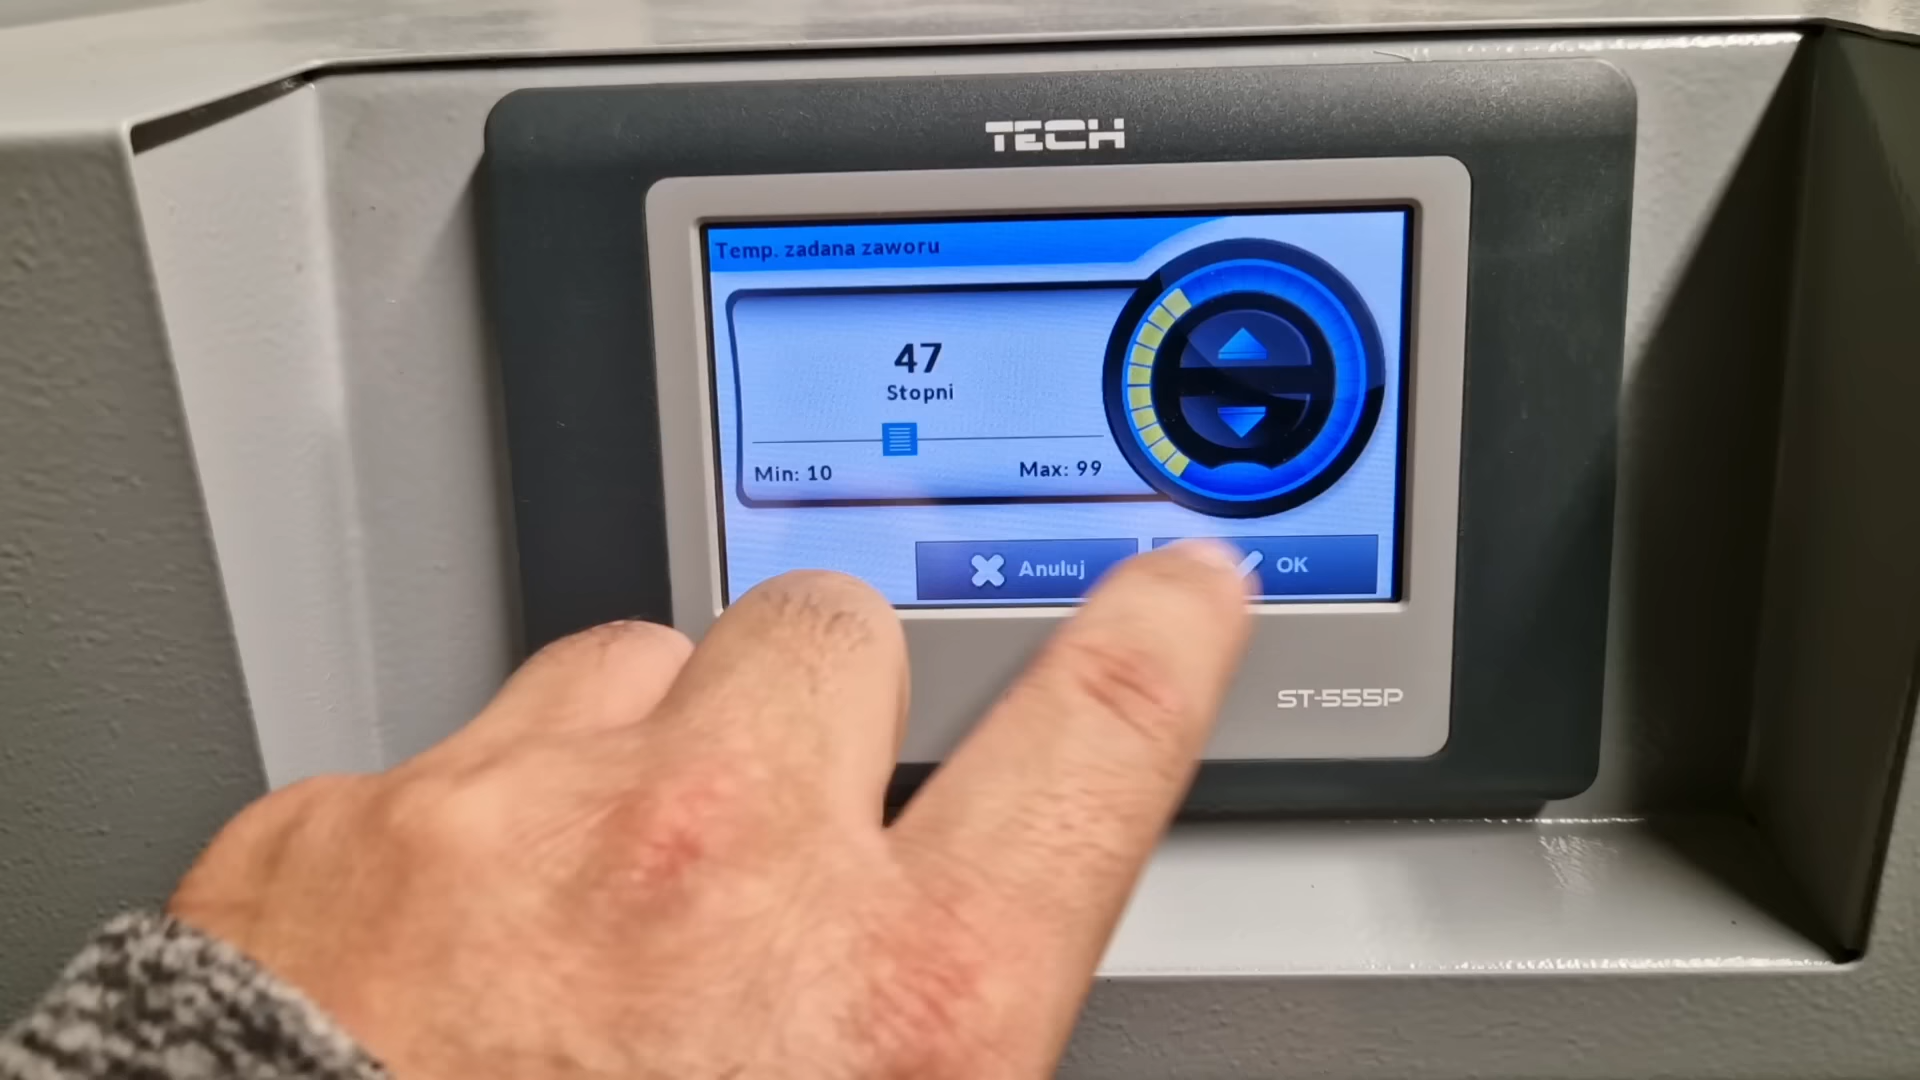 TECH
Temp. zadana zaworu
47
Stopni
Min: 10
Max: 99
Anuluj
OK
ST-555P